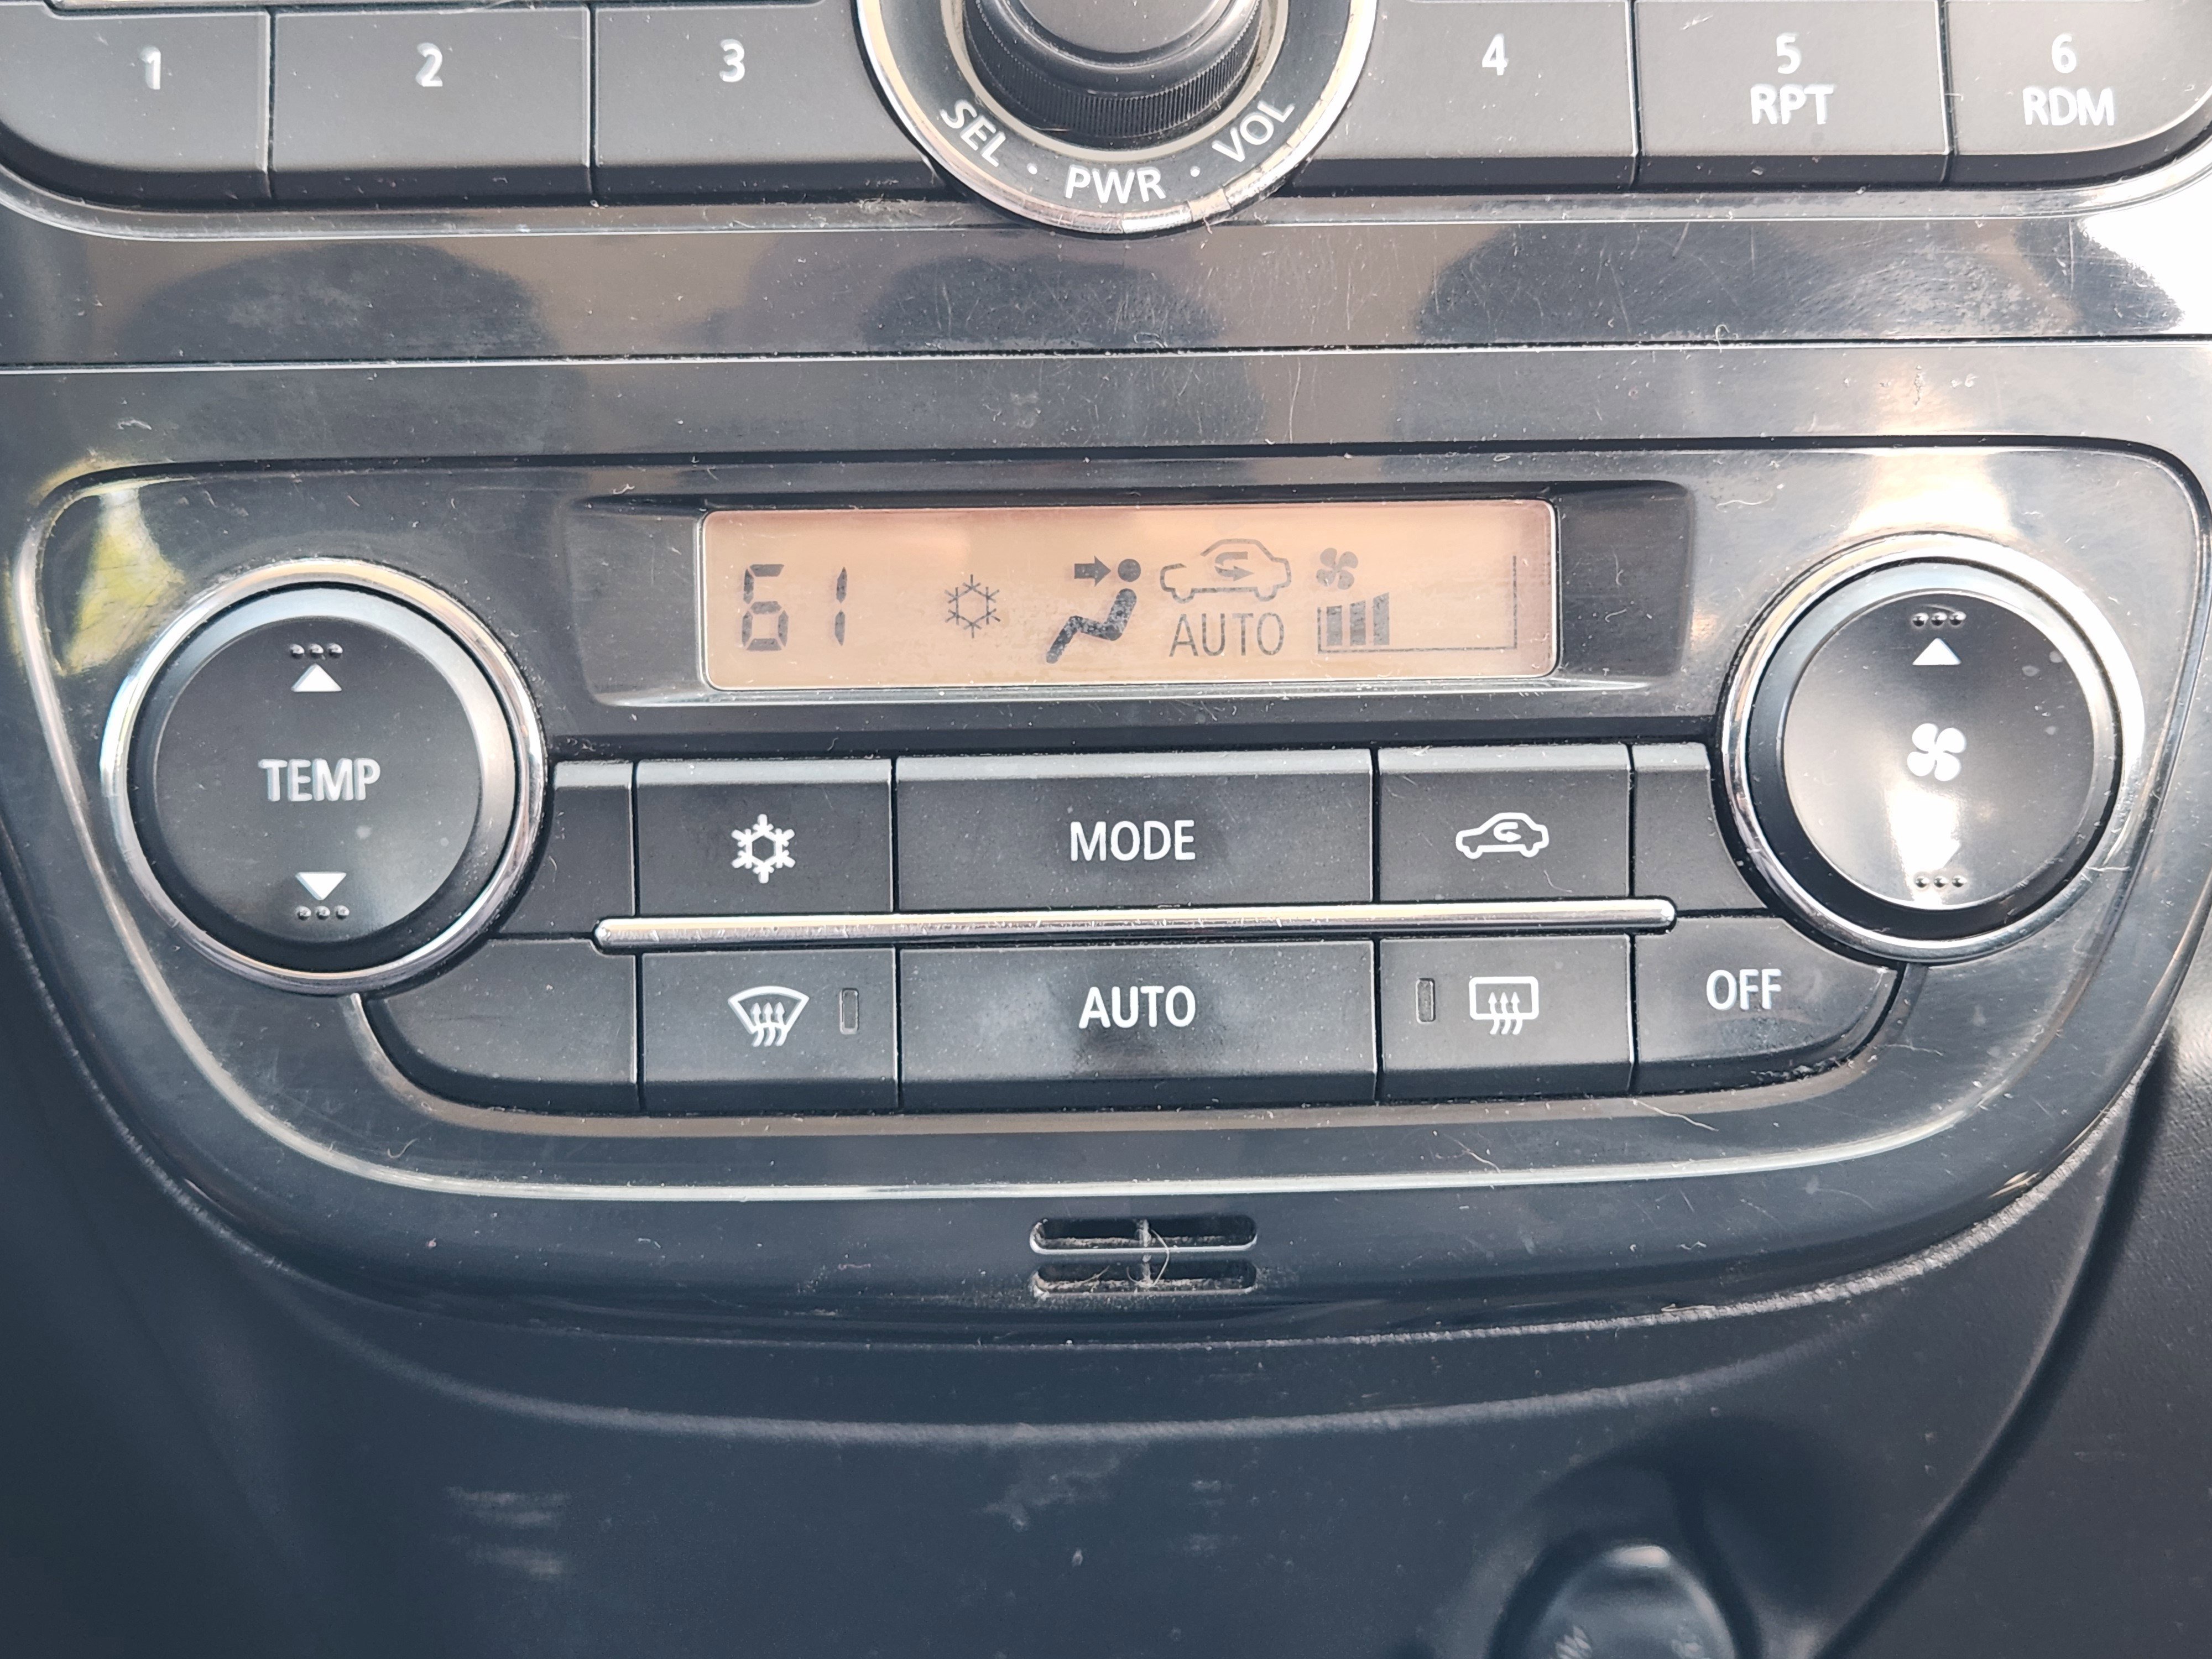 1 2 3 4 5 6
RPT RDM
SEL · PWR · VOL
61 AUTO
TEMP
MODE
AUTO
OFF